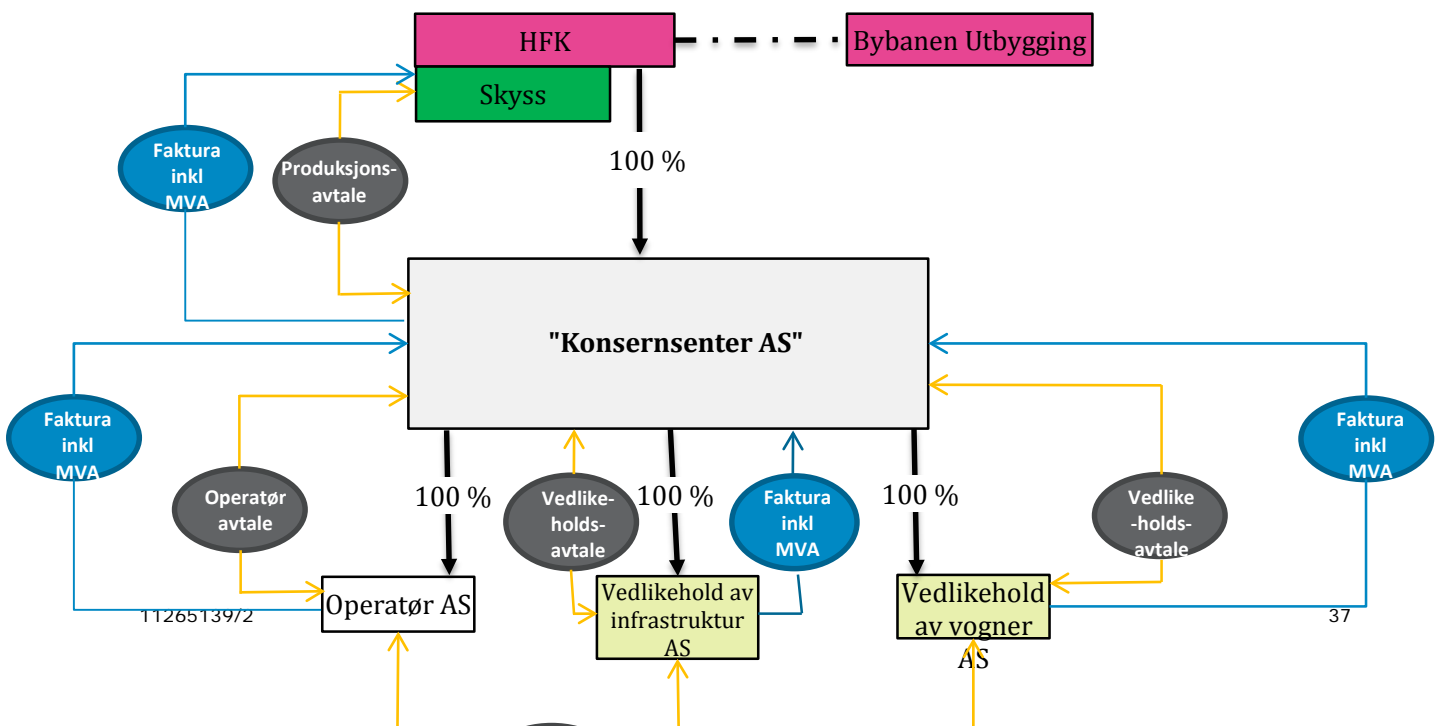 HFK
Bybanen Utbygging
Skyss
Faktura
inkl
MVA
Produksjons-
avtale
100 %
"Konsernsenter AS"
Faktura
inkl
MVA
Operatør
avtale
100 %
Vedlike-
holds-
avtale
100 %
Faktura
inkl
MVA
100 %
Vedlike
-holds-
avtale
Faktura
inkl
MVA
Operatør AS
Vedlikehold av
infrastruktur
AS
Vedlikehold
av vogner
AS
11265139/2
37